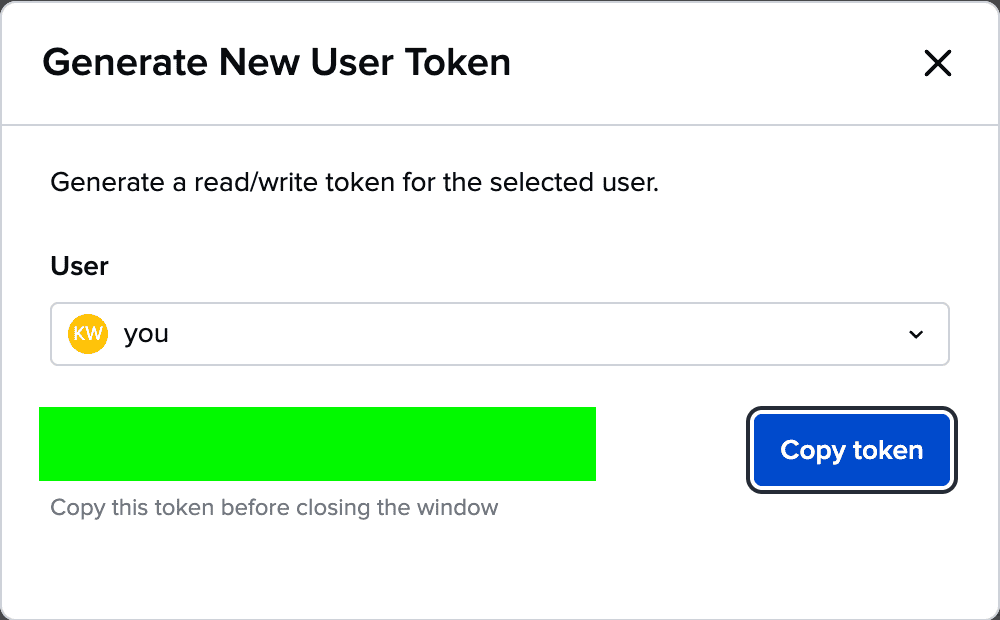 Generate New User Token
Generate a read/write token for the selected user.
User
KW you
Copy token
Copy this token before closing the window